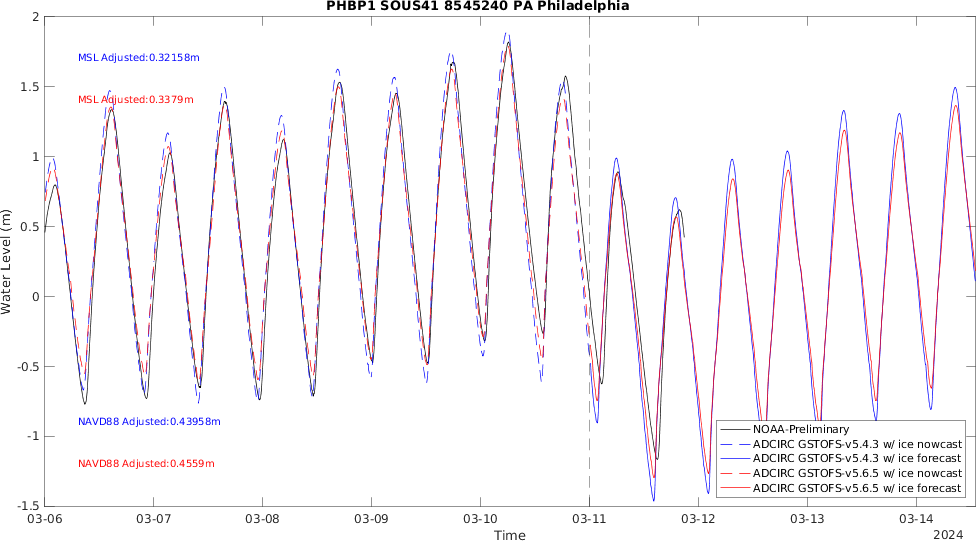 PHBP1 SOUS41 8545240 PA Philadelphia
2
1.5
1
0.5
0
-0.5
-1
-1.5
Water Level (m)
MSL Adjusted:0.32158m
MSL Adjusted:0.3379m
NAVD88 Adjusted:0.43958m
NAVD88 Adjusted:0.4559m
NOAA-Preliminary
ADCIRC GSTOFS-v5.4.3 w/ ice nowcast
ADCIRC GSTOFS-v5.4.3 w/ ice forecast
ADCIRC GSTOFS-v5.6.5 w/ ice nowcast
ADCIRC GSTOFS-v5.6.5 w/ ice forecast
03-06 03-07 03-08 03-09 03-10 03-11 03-12 03-13 03-14
Time
2024